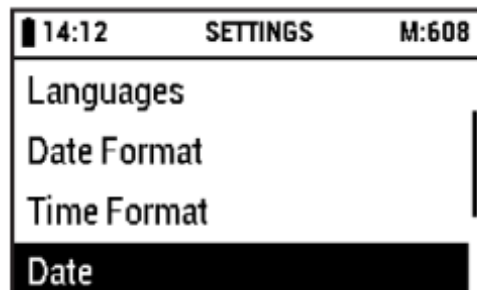 14:12 SETTINGS M:608
Languages
Date Format
Time Format
Date